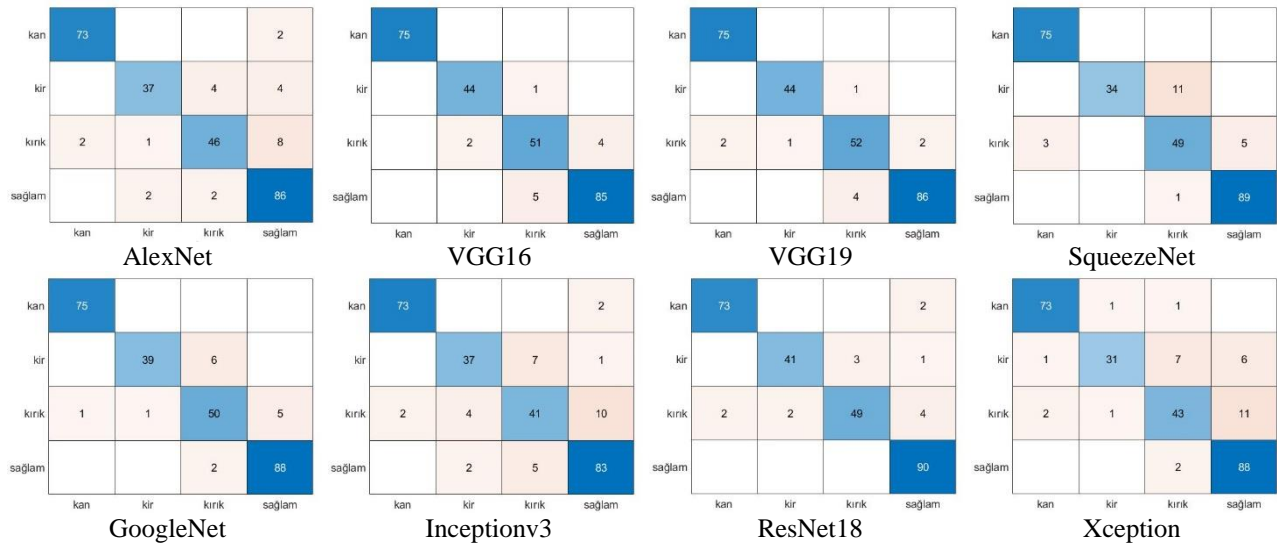 kan 73 2
kir 37 4 4
kırık 2 1 46 8
sağlam 2 2 86
kan kir kırık sağlam
AlexNet
kan 75
kir 44 1
kırık 2 51 4
sağlam 5 85
kan kir kırık sağlam
VGG16
kan 75
kir 44 1
kırık 2 1 52 2
sağlam 4 86
kan kir kırık sağlam
VGG19
kan 75
kir 34 11
kırık 3 49 5
sağlam 1 89
kan kir kırık sağlam
SqueezeNet
kan 75
kir 39 6
kırık 1 1 50 5
sağlam 2 88
kan kir kırık sağlam
GoogleNet
kan 73 2
kir 37 7 1
kırık 2 4 41 10
sağlam 2 5 83
kan kir kırık sağlam
Inceptionv3
kan 73 2
kir 41 3 1
kırık 2 2 49 4
sağlam 90
kan kir kırık sağlam
ResNet18
kan 73 1 1
kir 1 31 7 6
kırık 2 1 43 11
sağlam 2 88
kan kir kırık sağlam
Xception